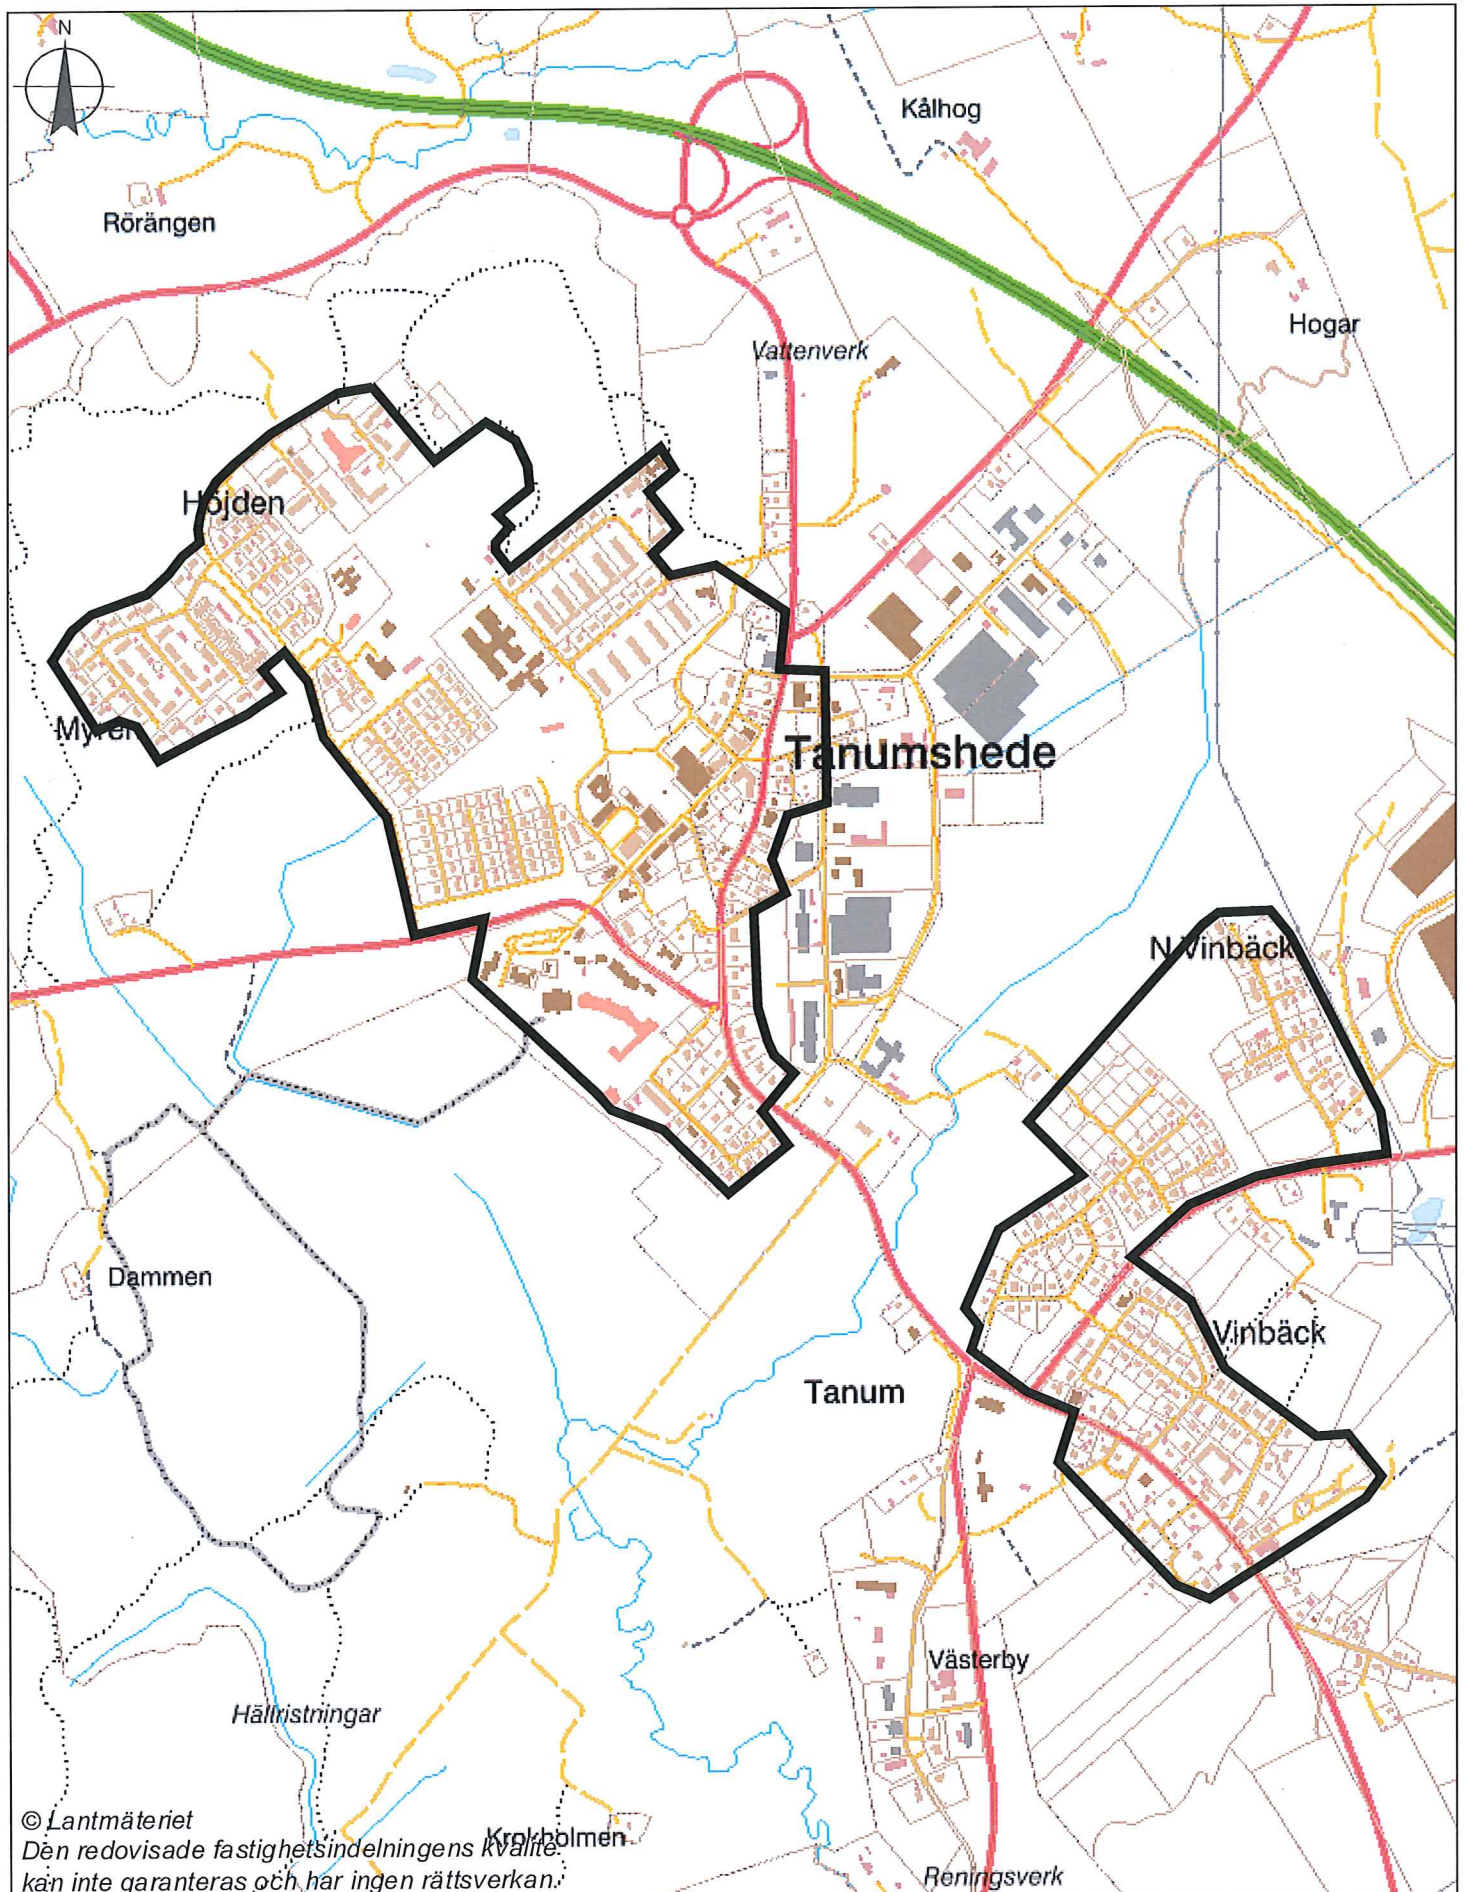 N
Kålhog
Rörängen
Hogar
Vattenverk
Höjden
Myren
Tanumshede
N Vinbäck
Dammen
Vinbäck
Tanum
Västerby
Hällristningar
© Lantmäteriet
Krokholmen
Den redovisade fastighetsindelningens kvalité
kan inte garanteras och har ingen rättsverkan.
Reningsverk